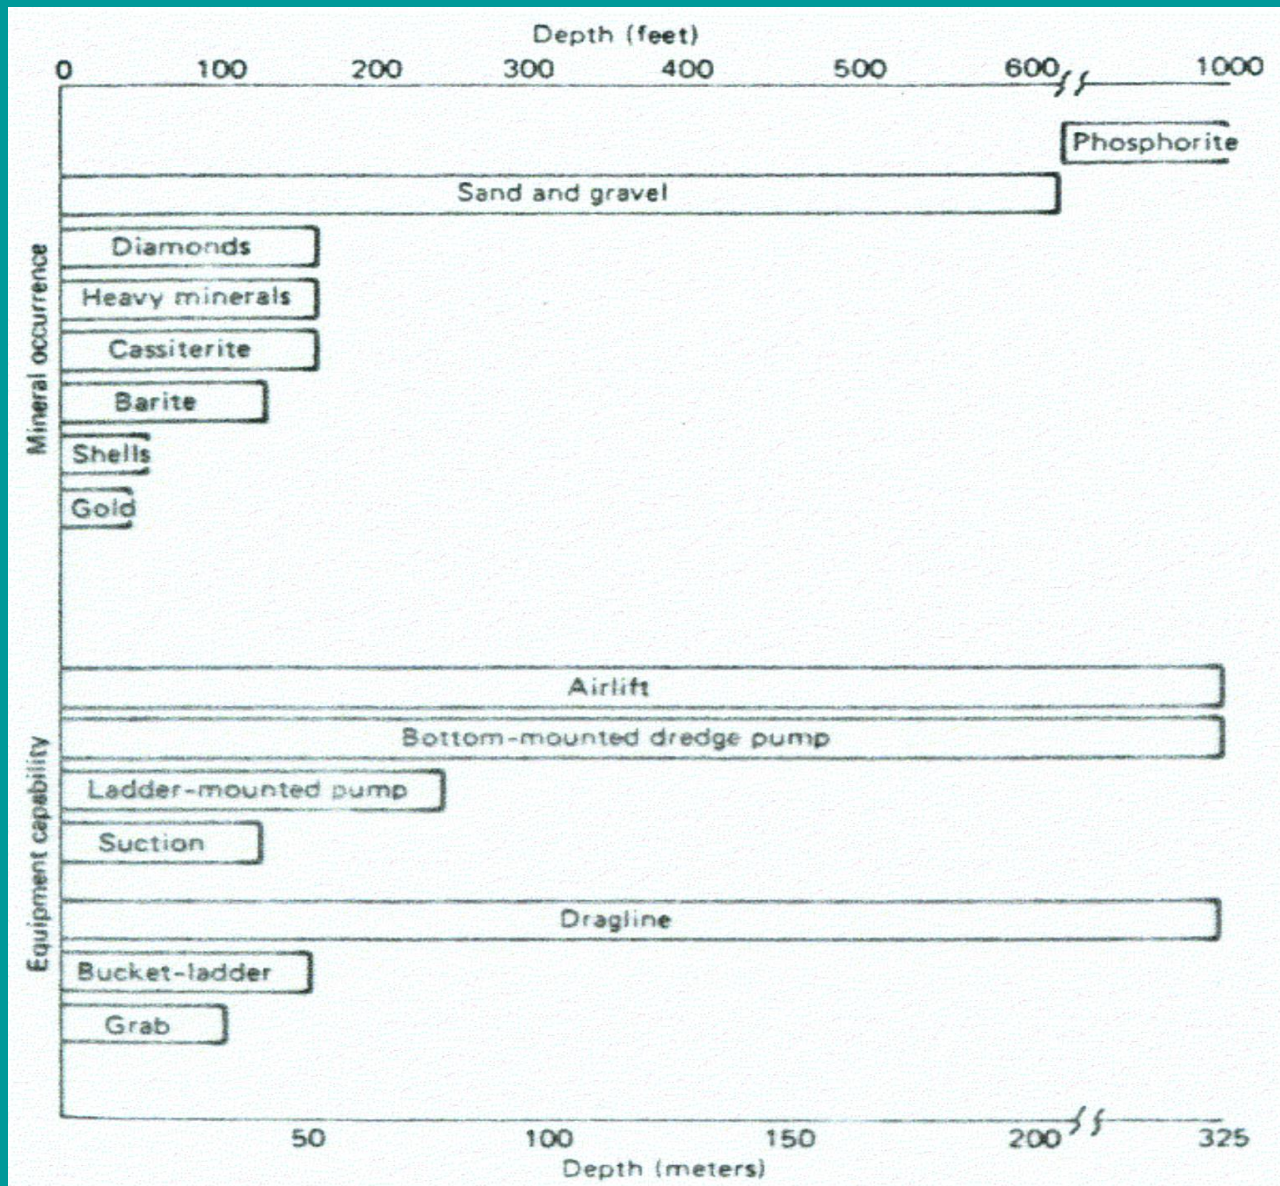 Depth (feet)
0 100 200 300 400 500 600 1000
Phosphorite
Sand and gravel
Diamonds
Heavy minerals
Cassiterite
Barite
Shells
Gold
Mineral occurrence
Airlift
Bottom-mounted dredge pump
Ladder-mounted pump
Suction
Dragline
Bucket-ladder
Grab
Equipment capability
50 100 150 200 325
Depth (meters)